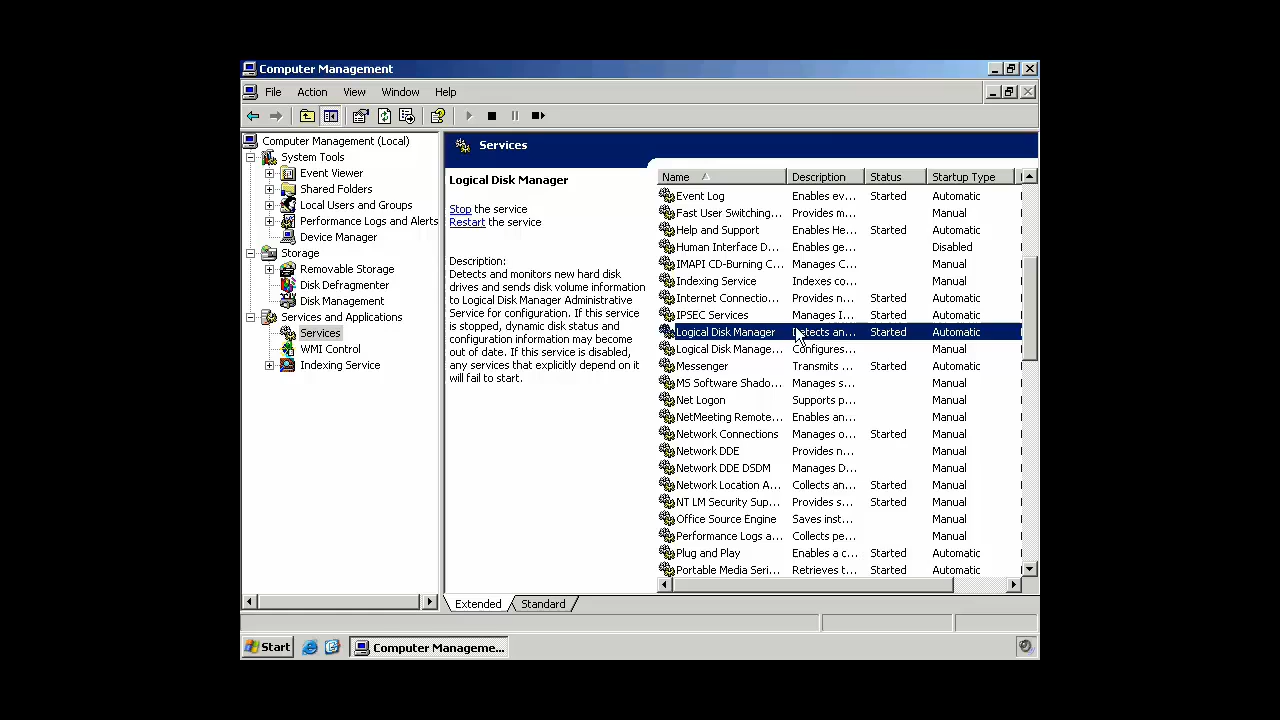 Computer Management
File Action View Window Help
Computer Management (Local)
System Tools
Event Viewer
Shared Folders
Local Users and Groups
Performance Logs and Alerts
Device Manager
Storage
Removable Storage
Disk Defragmenter
Disk Management
Services and Applications
Services
WMI Control
Indexing Service
Services
Logical Disk Manager
Stop the service
Restart the service
Description:
Detects and monitors new hard disk
drives and sends disk volume information
to Logical Disk Manager Administrative
Service for configuration. If this service
is stopped, dynamic disk status and
configuration information may become
out of date. If this service is disabled,
any services that explicitly depend on it
will fail to start.
Name Description Status Startup Type
Event Log Enables ev... Started Automatic
Fast User Switching... Provides m... Manual
Help and Support Enables He... Started Automatic
Human Interface D... Enables ge... Disabled
IMAPI CD-Burning C... Manages C... Manual
Indexing Service Indexes co... Manual
Internet Connectio... Provides n... Started Automatic
IPSEC Services Manages I... Started Automatic
Logical Disk Manager Detects an... Started Automatic
Logical Disk Manage... Configures... Manual
Messenger Transmits ... Started Automatic
MS Software Shado... Manages s... Manual
Net Logon Supports p... Manual
NetMeeting Remote... Enables an... Manual
Network Connections Manages o... Started Manual
Network DDE Provides n... Manual
Network DDE DSDM Manages D... Manual
Network Location A... Collects an... Started Manual
NT LM Security Sup... Provides s... Started Manual
Office Source Engine Saves inst... Manual
Performance Logs a... Collects pe... Manual
Plug and Play Enables a c... Started Automatic
Portable Media Seri... Retrieves t... Started Automatic
Extended Standard
Start Computer Manageme...